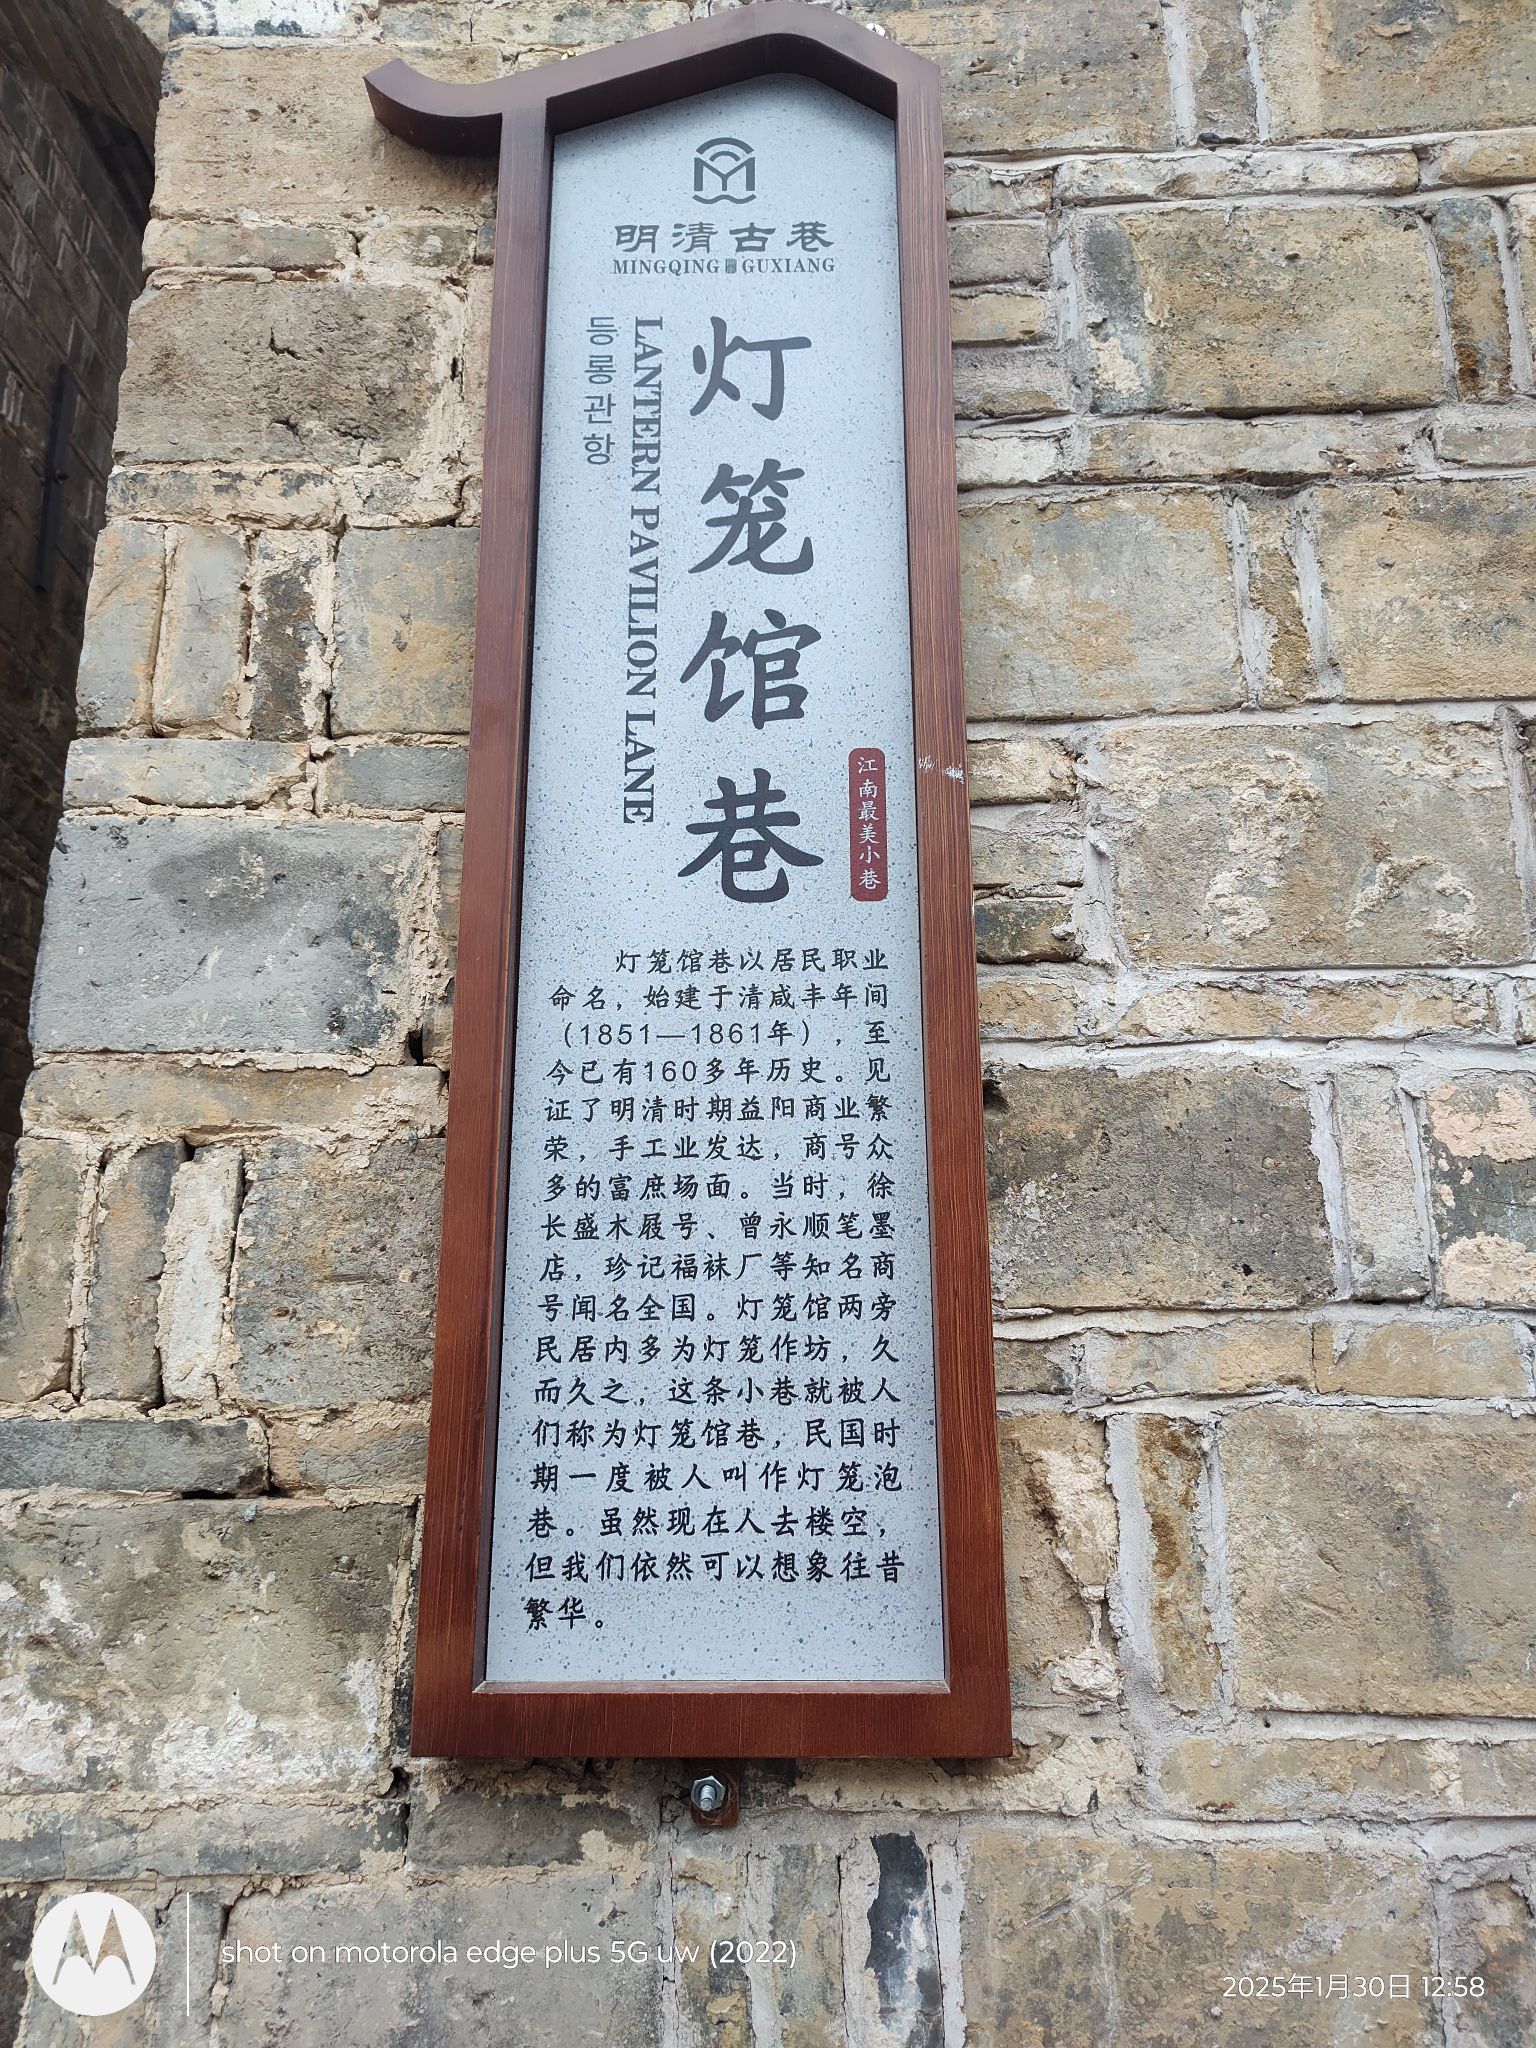 明清古巷
MINGQING GUXIANG
灯笼馆巷
LANTERN PAVILION LANE
등롱관항
江南最美小巷
灯笼馆巷以居民职业
命名，始建于清咸丰年间
（1851—1861年），至
今已有160多年历史。见
证了明清时期益阳商业繁
荣，手工业发达，商号众
多的富庶场面。当时，徐
长盛木屐号、曾永顺笔墨
店，珍记福袜厂等知名商
号闻名全国。灯笼馆两旁
民居内多为灯笼作坊，久
而久之，这条小巷就被人
们称为灯笼馆巷，民国时
期一度被人叫作灯笼泡
巷。虽然现在人去楼空，
但我们依然可以想象往昔
繁华。
shot on motorola edge plus 5G uw (2022)
2025年1月30日 12:58